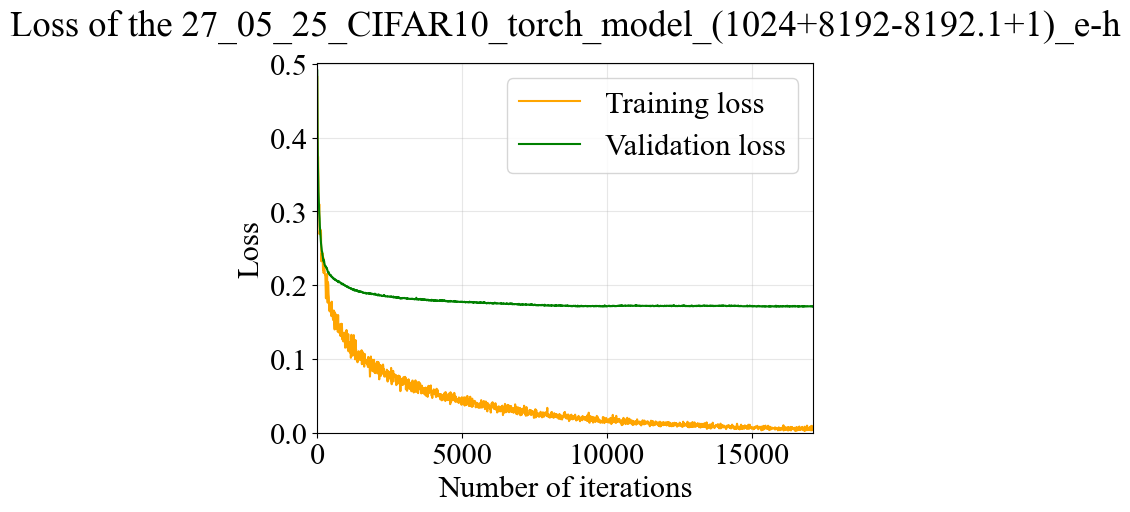 Loss of the 27_05_25_CIFAR10_torch_model_(1024+8192-8192.1+1)_e-h
0.5
0.4
0.3
0.2
0.1
0.0
Loss
Training loss
Validation loss
0 5000 10000 15000
Number of iterations